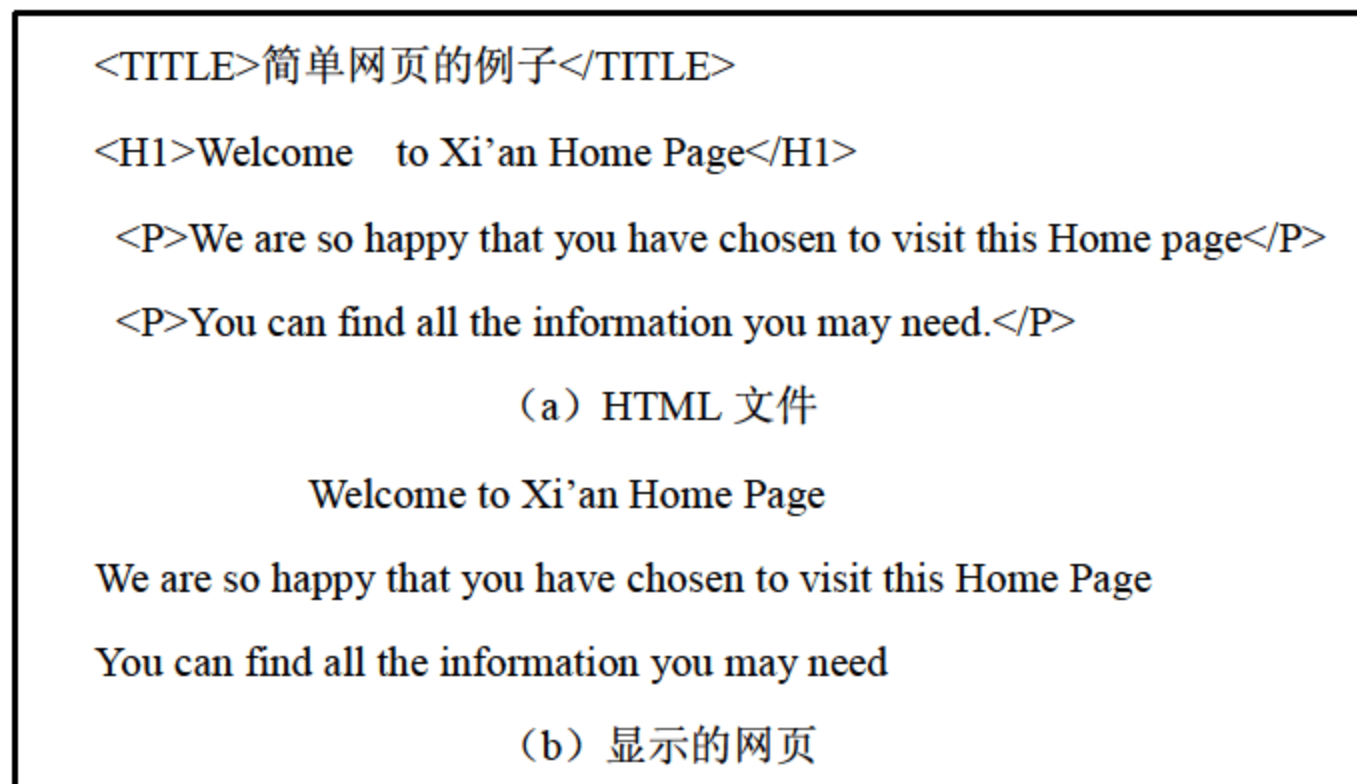 <TITLE>简单网页的例子</TITLE>
<H1>Welcome    to Xi’an Home Page</H1>
<P>We are so happy that you have chosen to visit this Home page</P>
<P>You can find all the information you may need.</P>
（a）HTML 文件
Welcome to Xi’an Home Page
We are so happy that you have chosen to visit this Home Page
You can find all the information you may need
（b）显示的网页